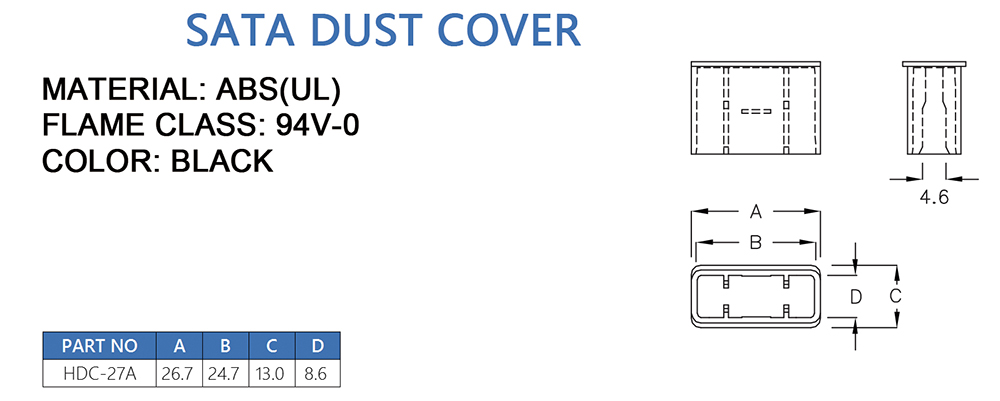 SATA DUST COVER
MATERIAL: ABS(UL)
FLAME CLASS: 94V-0
COLOR: BLACK
4.6
A
B
D C
PART NO A B C D
HDC-27A 26.7 24.7 13.0 8.6